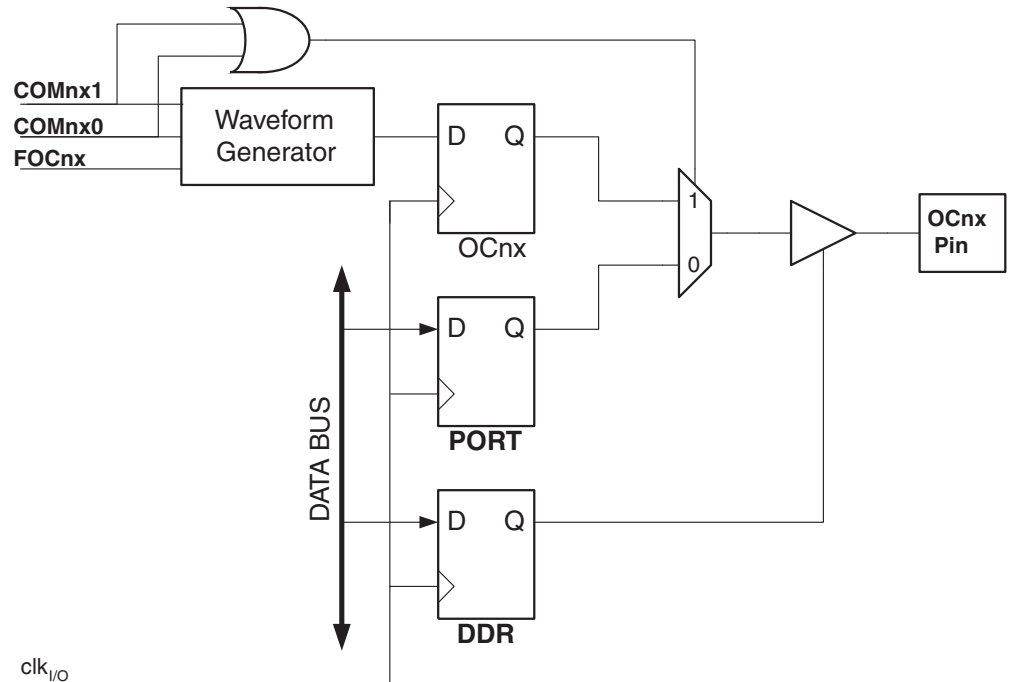 COMnx1
COMnx0
FOCnx
Waveform
Generator
D Q
OCnx
1
0
OCnx
Pin
D Q
PORT
D Q
DDR
DATA BUS
clkI/O